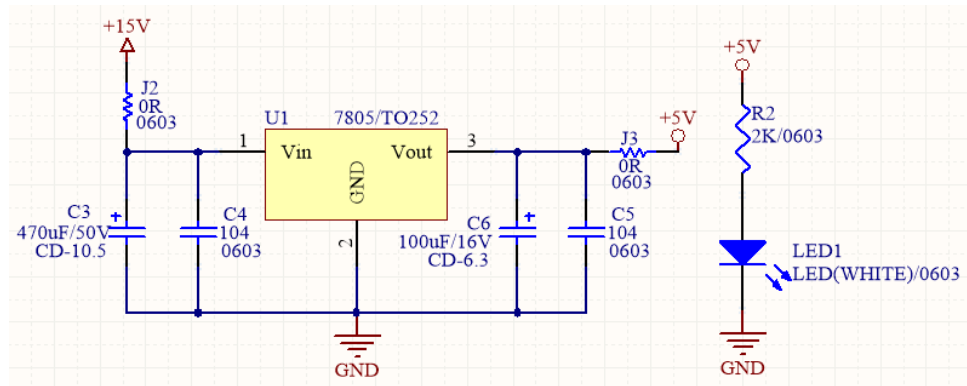 +15V
J2
0R
0603
U1
7805/TO252
1
Vin
Vout
3
GND
2
C3
+
470uF/50V
CD-10.5
C4
104
0603
C6
+
100uF/16V
CD-6.3
C5
104
0603
J3
0R
0603
+5V
GND
+5V
R2
2K/0603
LED1
LED(WHITE)/0603
GND